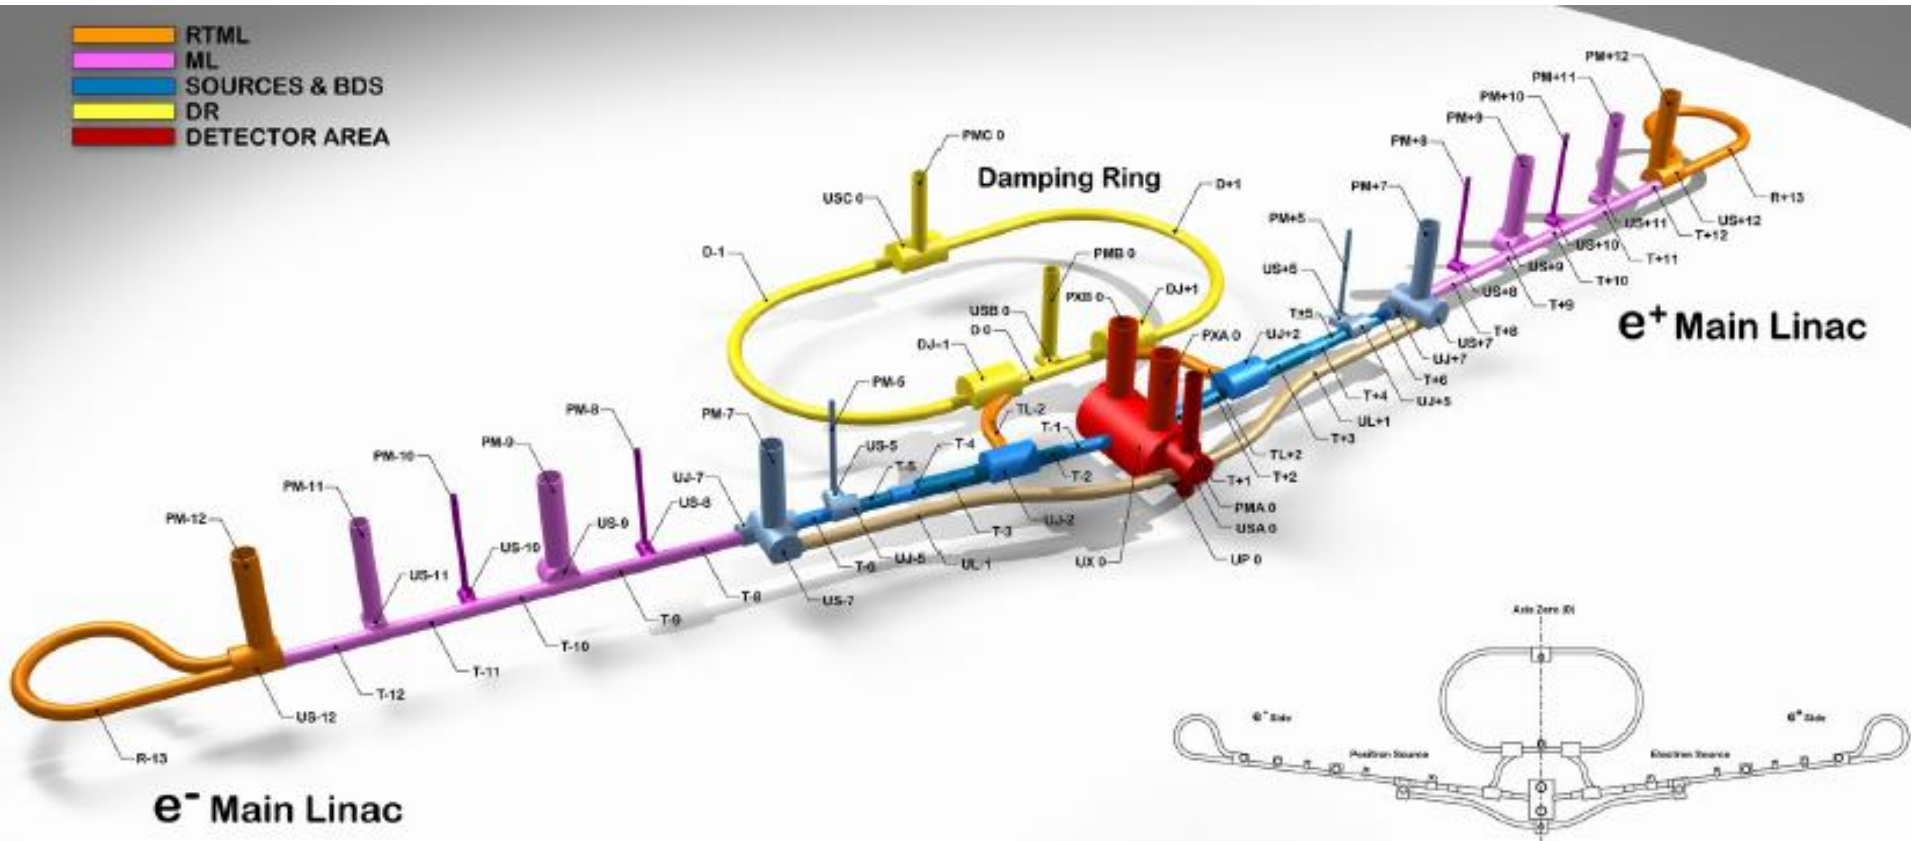 RTML
ML
SOURCES & BDS
DR
DETECTOR AREA
PM+12
PM+11
PM+10
PM+9
PM+8
PM+7
PM+5
PMC 0
Damping Ring
D+1
USC 0
D-1
PMB 0
PXB 0
DJ+1
USB 0
D 0
DJ-1
PXA 0
US+5
T+5
UJ+2
R+13
US+12
T+12
US+11
T+11
US+10
T+10
US+9
T+9
US+8
T+8
US+7
UJ+7
T+6
UJ+5
T+4
UL+1
T+3
TL+2
T+2
T+1
PMA 0
USA 0
UP 0
UX 0
e+ Main Linac
PM-5
TL-2
T-1
T-2
US-5
T-4
T-5
PM-7
PM-8
PM-9
PM-10
PM-11
PM-12
UJ-7
US-8
US-9
US-10
US-11
UJ-2
T-3
UL-1
UJ-5
T-6
US-7
T-8
T-9
T-10
T-11
T-12
US-12
R-13
e- Main Linac
Axis Zero (0)
e- Side
e+ Side
Positron Source
Electron Source